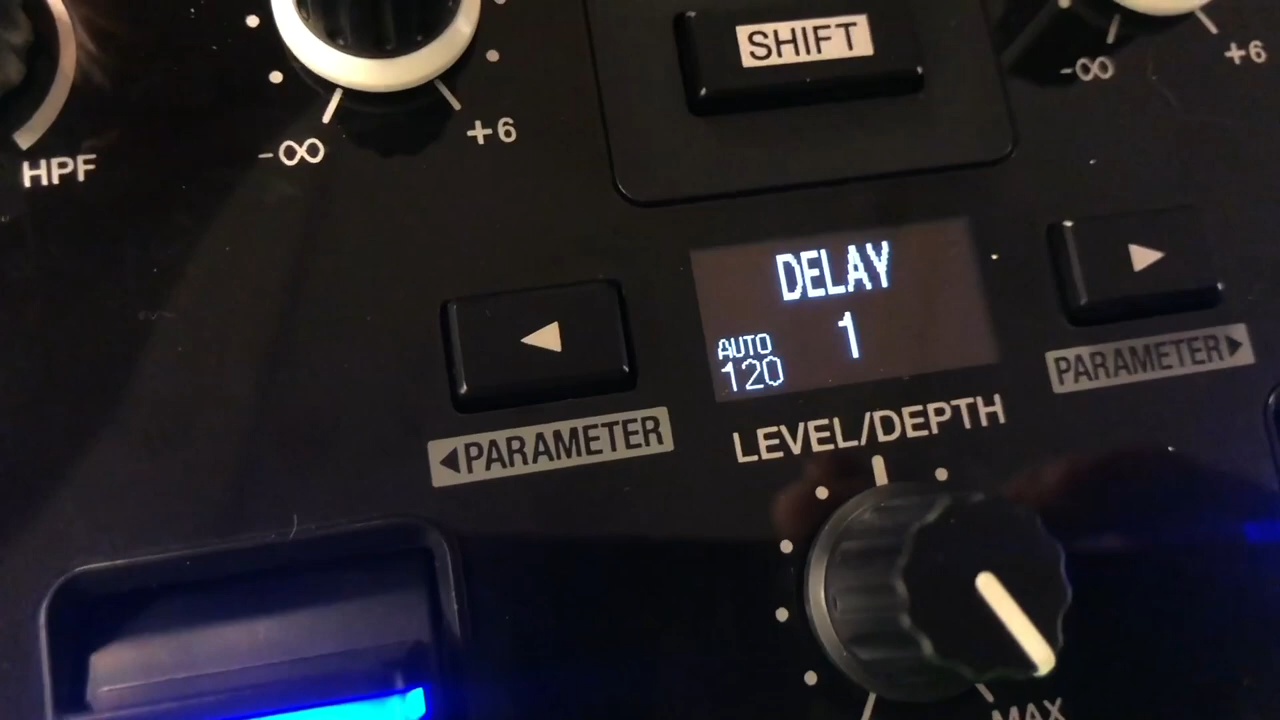 SHIFT
-∞
+6
-∞
+6
HPF
DELAY
1
AUTO
120
◀PARAMETER
PARAMETER▶
LEVEL/DEPTH
MAX